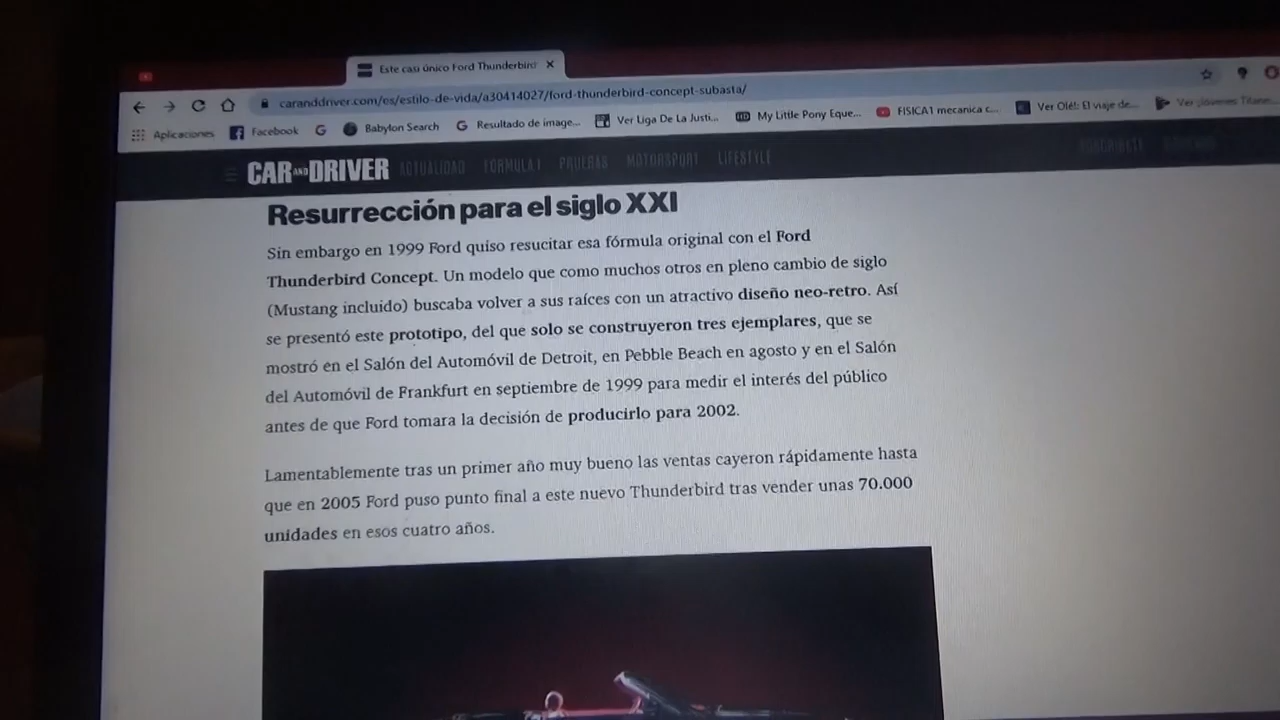 Este casi único Ford Thunderbird
caranddriver.com/es/estilo-de-vida/a30414027/ford-thunderbird-concept-subasta/
Aplicaciones Facebook Babylon Search Resultado de image... Ver Liga De La Justi... My Little Pony Eque... FISICA1 mecanica c... Ver Olé!: El viaje de... Ver Jóvenes Titane...
CAR AND DRIVER ACTUALIDAD FÓRMULA 1 PRUEBAS MOTORSPORT LIFESTYLE
Resurrección para el siglo XXI
Sin embargo en 1999 Ford quiso resucitar esa fórmula original con el Ford
Thunderbird Concept. Un modelo que como muchos otros en pleno cambio de siglo
(Mustang incluido) buscaba volver a sus raíces con un atractivo diseño neo-retro. Así
se presentó este prototipo, del que solo se construyeron tres ejemplares, que se
mostró en el Salón del Automóvil de Detroit, en Pebble Beach en agosto y en el Salón
del Automóvil de Frankfurt en septiembre de 1999 para medir el interés del público
antes de que Ford tomara la decisión de producirlo para 2002.
Lamentablemente tras un primer año muy bueno las ventas cayeron rápidamente hasta
que en 2005 Ford puso punto final a este nuevo Thunderbird tras vender unas 70.000
unidades en esos cuatro años.